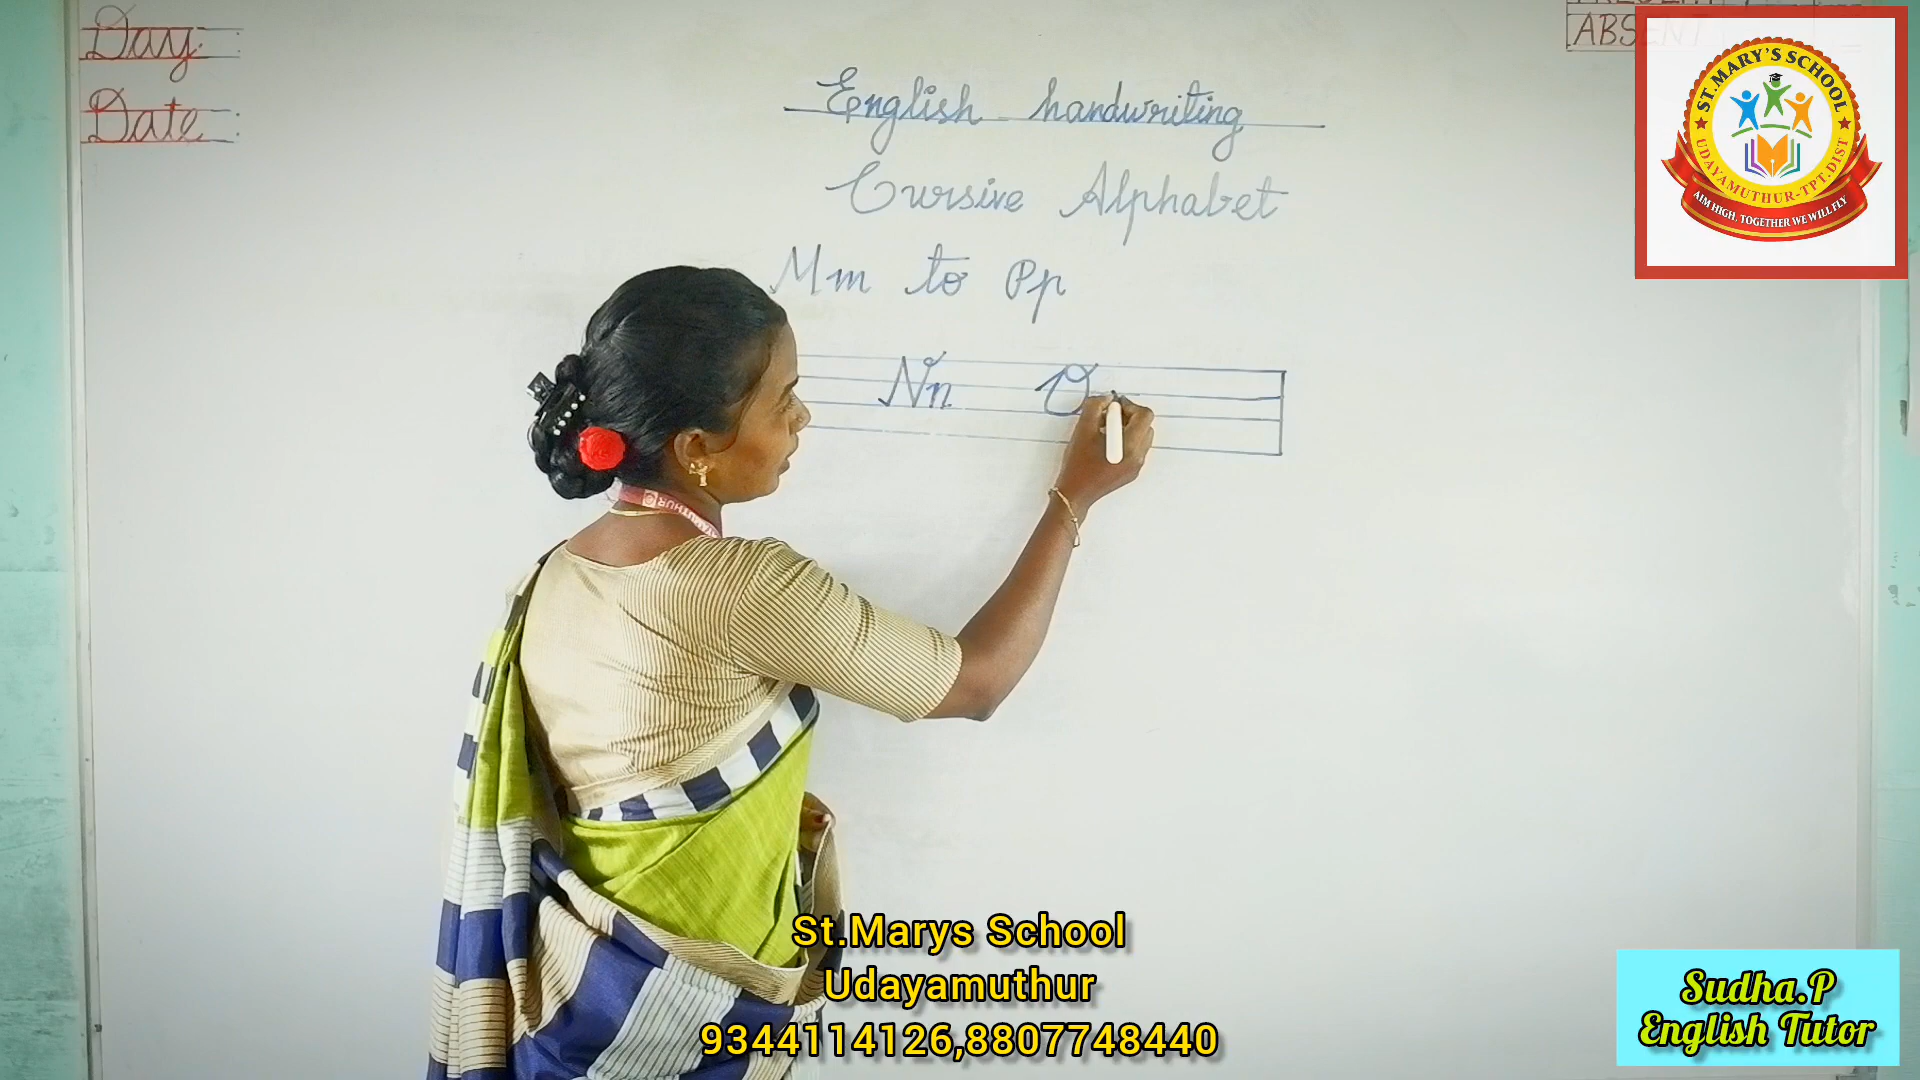 Day:
Date:
ABSENT
English handwriting
Cursive Alphabet
Mm to Pp
Nn O
ST.MARY'S SCHOOL
UDAYAMUTHUR-TPT.DIST
AIM HIGH, TOGETHER WE WILL FLY
St.Marys School
Udayamuthur
9344114126,8807748440
Sudha.P
English Tutor